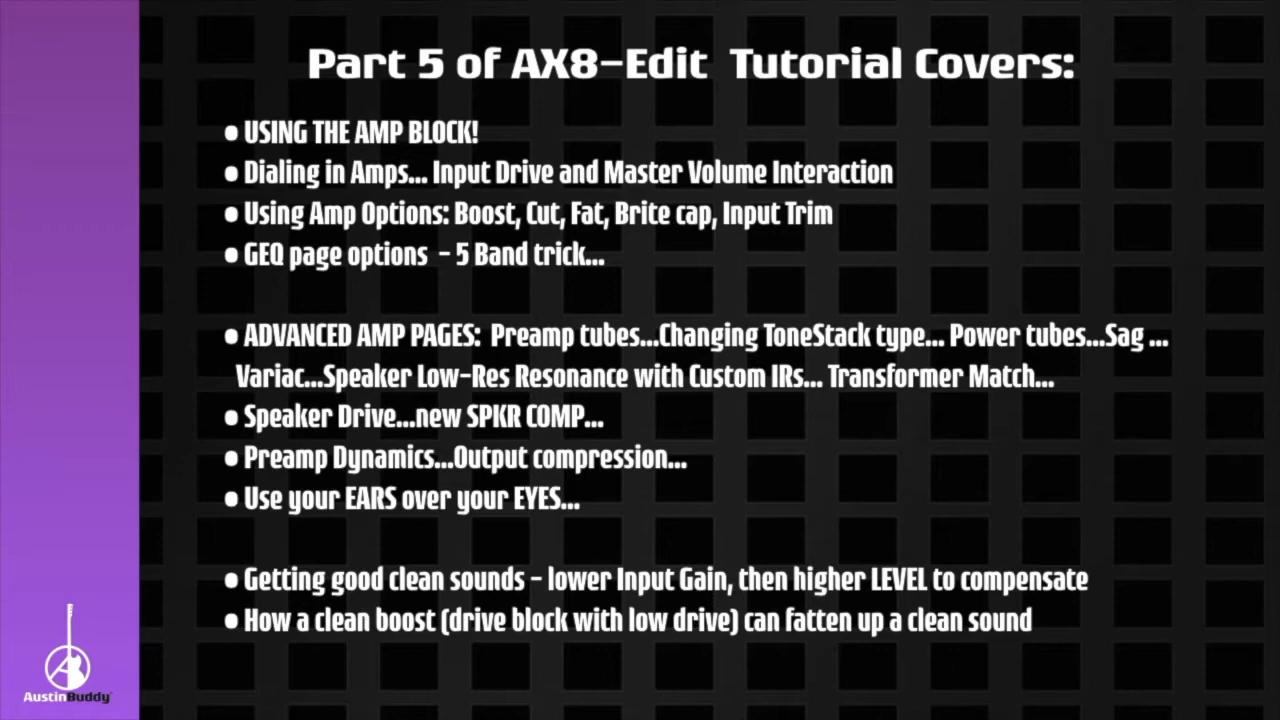 Part 5 of AX8-Edit Tutorial Covers:
• USING THE AMP BLOCK!
• Dialing in Amps... Input Drive and Master Volume Interaction
• Using Amp Options: Boost, Cut, Fat, Brite cap, Input Trim
• GEQ page options - 5 Band trick...
• ADVANCED AMP PAGES: Preamp tubes...Changing ToneStack type... Power tubes...Sag ...
Variac...Speaker Low-Res Resonance with Custom IRs... Transformer Match...
• Speaker Drive...new SPKR COMP...
• Preamp Dynamics...Output compression...
• Use your EARS over your EYES...
• Getting good clean sounds - lower Input Gain, then higher LEVEL to compensate
• How a clean boost (drive block with low drive) can fatten up a clean sound
AustinBuddy